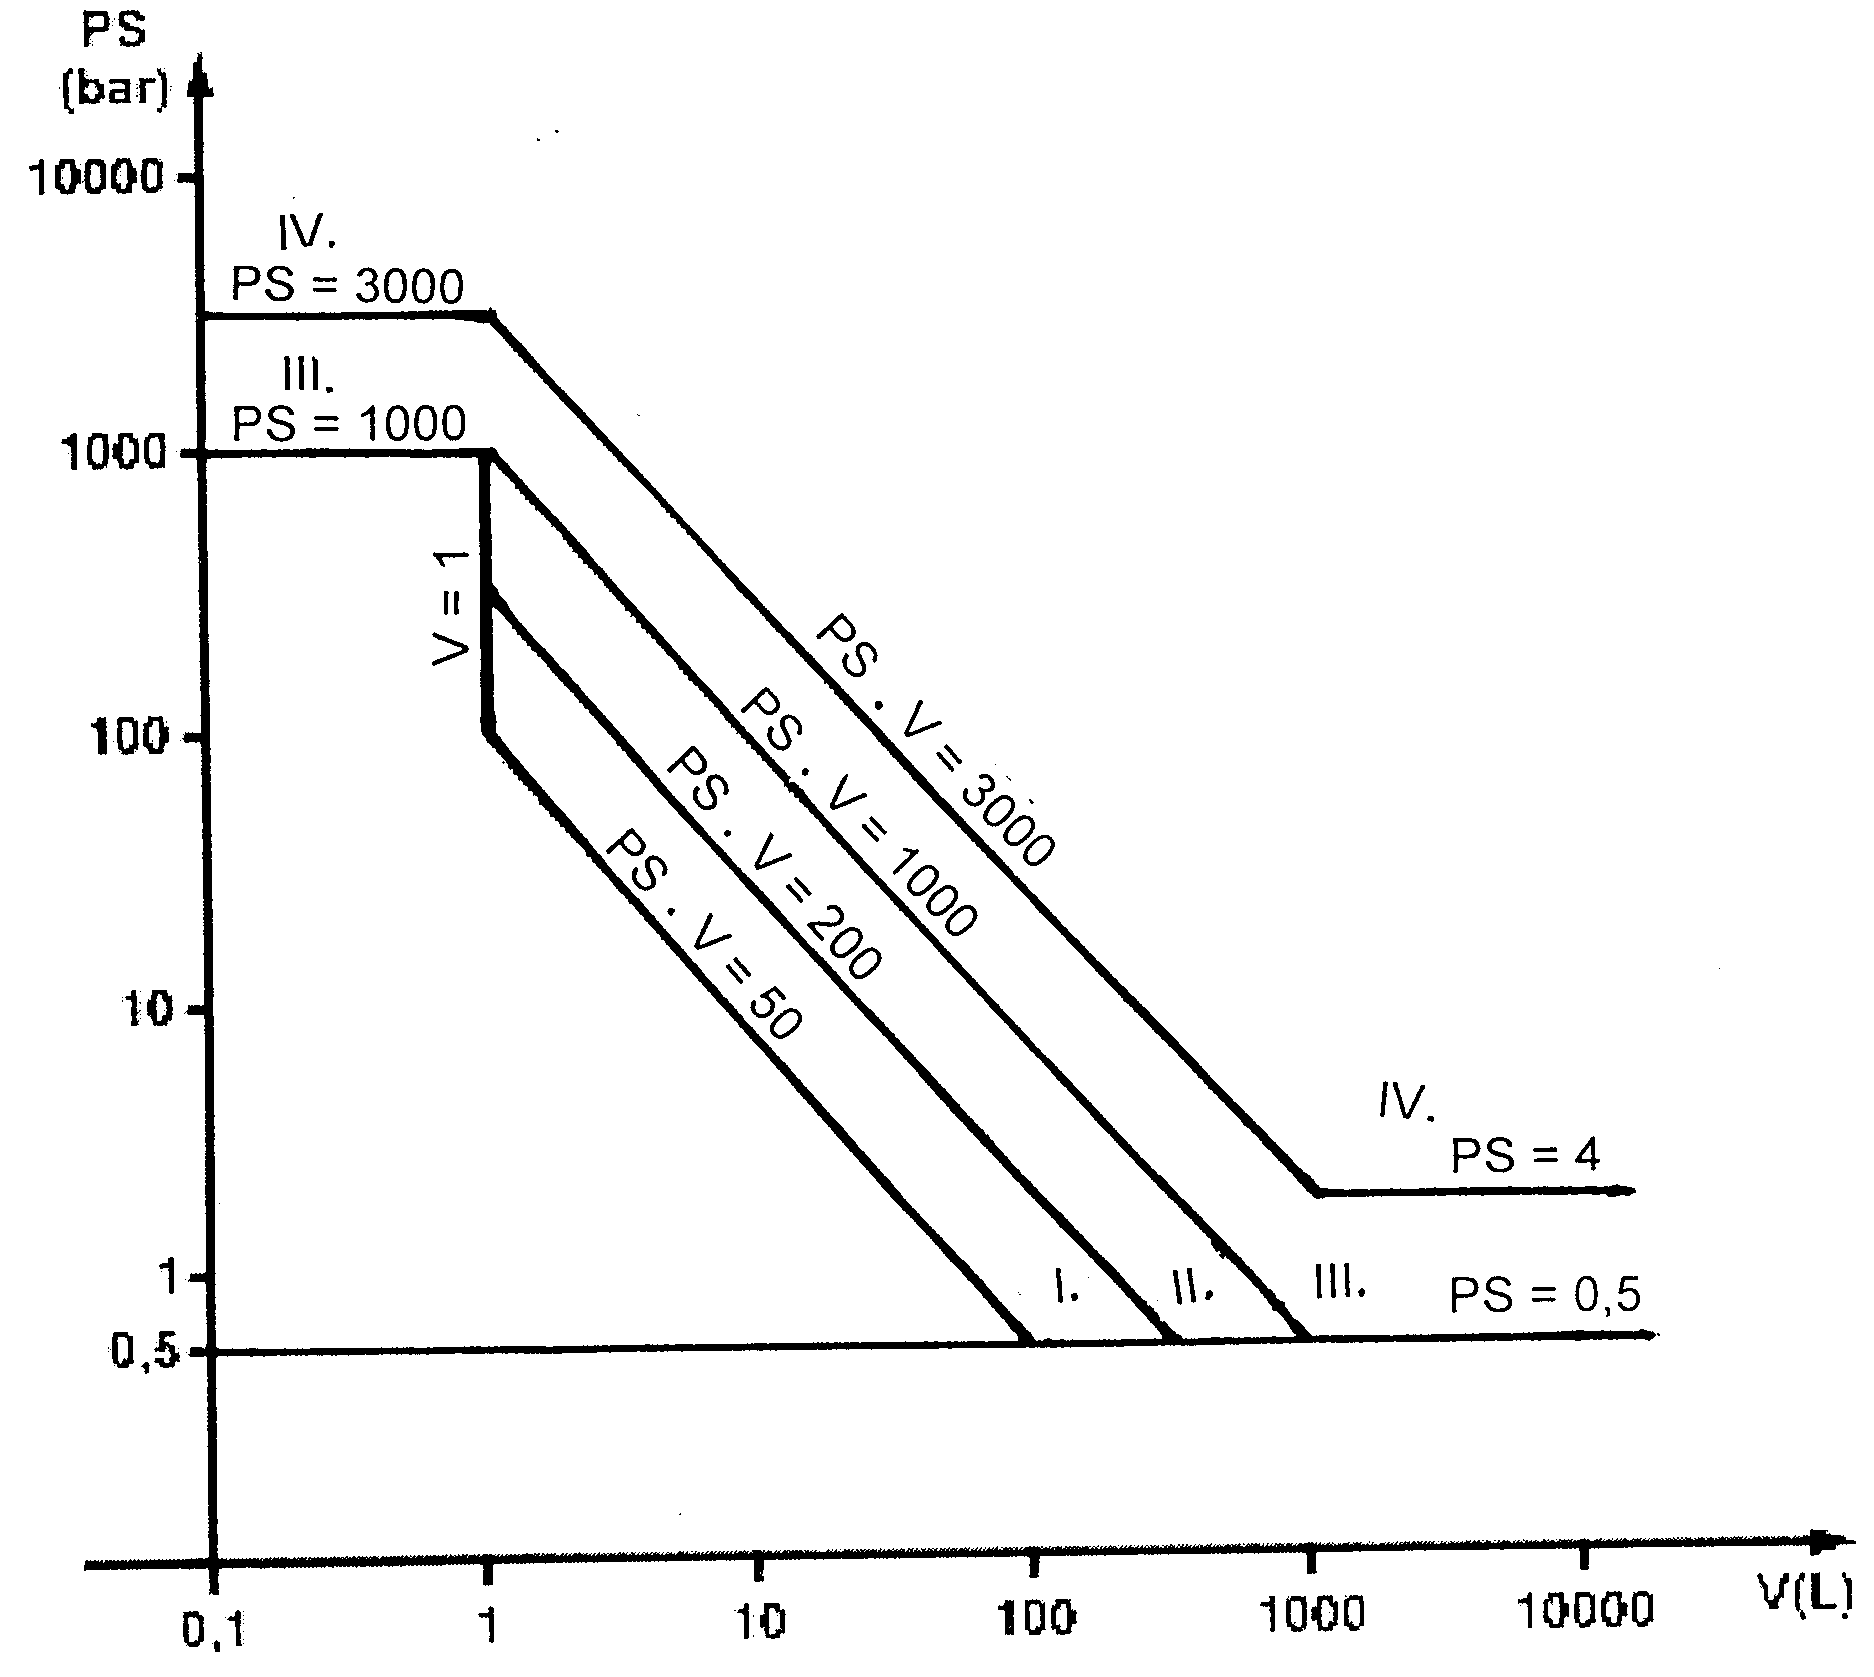 PS
(bar)
10000
IV.
PS = 3000
III.
PS = 1000
1000
V = 1
PS . V = 3000
PS . V = 1000
PS . V = 200
PS . V = 50
100
10
IV.
PS = 4
1
I.
II.
III.
PS = 0,5
0,5
0,1
1
10
100
1000
10000
V(L)